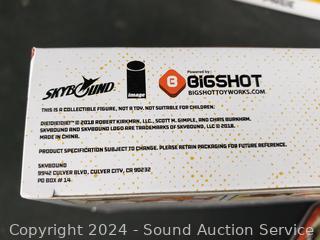 SKYBOUND
image
Powered by
BiGSHOT
BIGSHOTTOYWORKS.COM
THIS IS A COLLECTIBLE FIGURE, NOT A TOY. NOT SUITABLE FOR CHILDREN.
DIE!DIE!DIE!™ © 2018 ROBERT KIRKMAN, LLC., SCOTT M. GIMPLE, AND CHRIS BURNHAM.
SKYBOUND AND SKYBOUND LOGO ARE TRADEMARKS OF SKYBOUND, LLC © 2018.
MADE IN CHINA.
PRODUCT SPECIFICATION SUBJECT TO CHANGE. PLEASE RETAIN PACKAGING FOR FUTURE REFERENCE.
SKYBOUND
9942 CULVER BLVD, CULVER CITY, CA 90232
PO BOX # 14
Copyright 2024 - Sound Auction Service